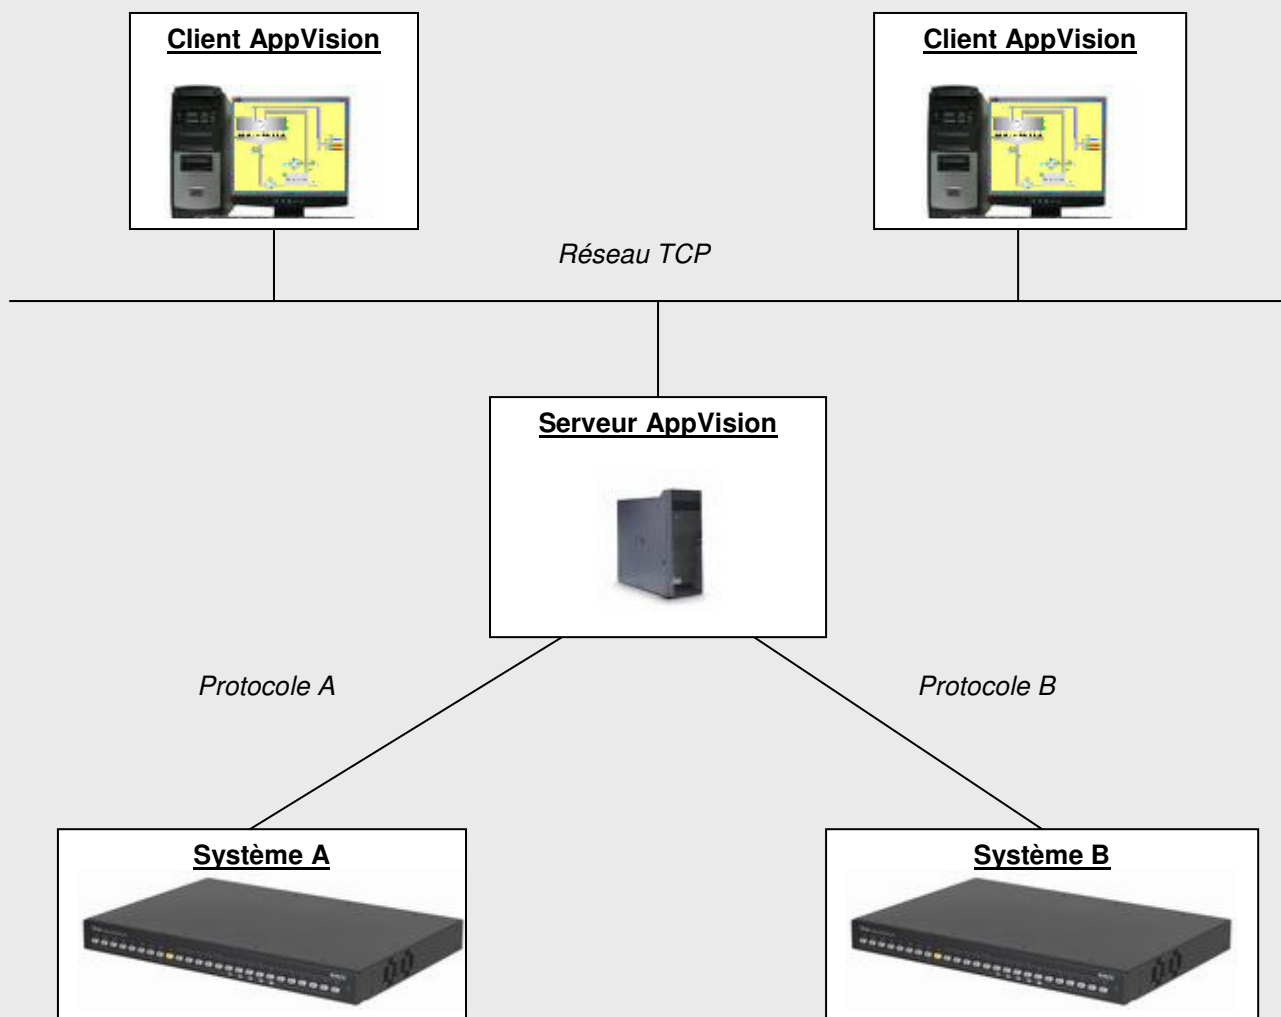 Client AppVision
Client AppVision
Réseau TCP
Serveur AppVision
Protocole A
Protocole B
Système A
Système B